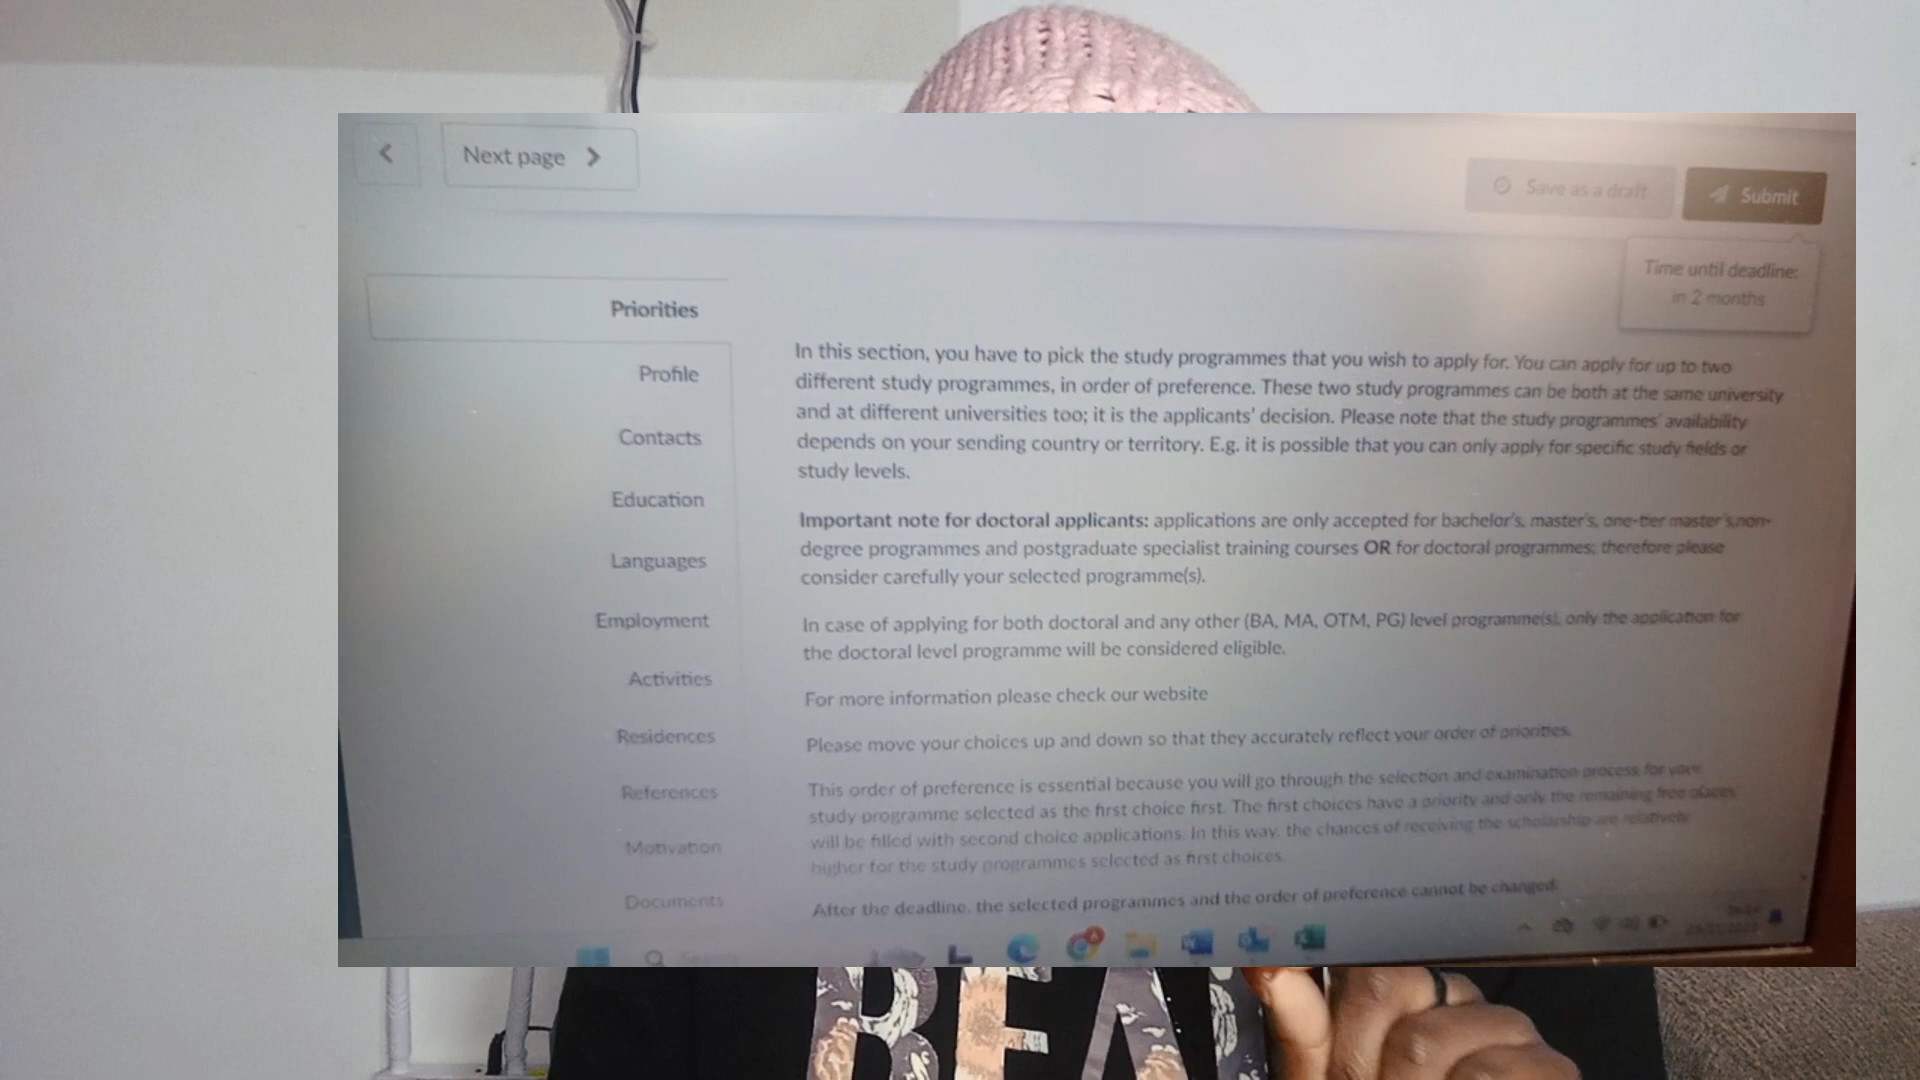 Next page
Save as a draft
Submit
Time until deadline:
in 2 months
Priorities
Profile
Contacts
Education
Languages
Employment
Activities
Residences
References
Motivation
Documents
In this section, you have to pick the study programmes that you wish to apply for. You can apply for up to two
different study programmes, in order of preference. These two study programmes can be both at the same university
and at different universities too; it is the applicants' decision. Please note that the study programmes' availability
depends on your sending country or territory. E.g. it is possible that you can only apply for specific study fields or
study levels.
Important note for doctoral applicants: applications are only accepted for bachelor's, master's, one-tier master's,non-
degree programmes and postgraduate specialist training courses OR for doctoral programmes; therefore please
consider carefully your selected programme(s).
In case of applying for both doctoral and any other (BA, MA, OTM, PG) level programme(s), only the application for
the doctoral level programme will be considered eligible.
For more information please check our website
Please move your choices up and down so that they accurately reflect your order of priorities.
This order of preference is essential because you will go through the selection and examination process for your
study programme selected as the first choice first. The first choices have a priority and only the remaining free places
will be filled with second choice applications. In this way, the chances of receiving the scholarship are relatively
higher for the study programmes selected as first choices.
After the deadline, the selected programmes and the order of preference cannot be changed.
Search